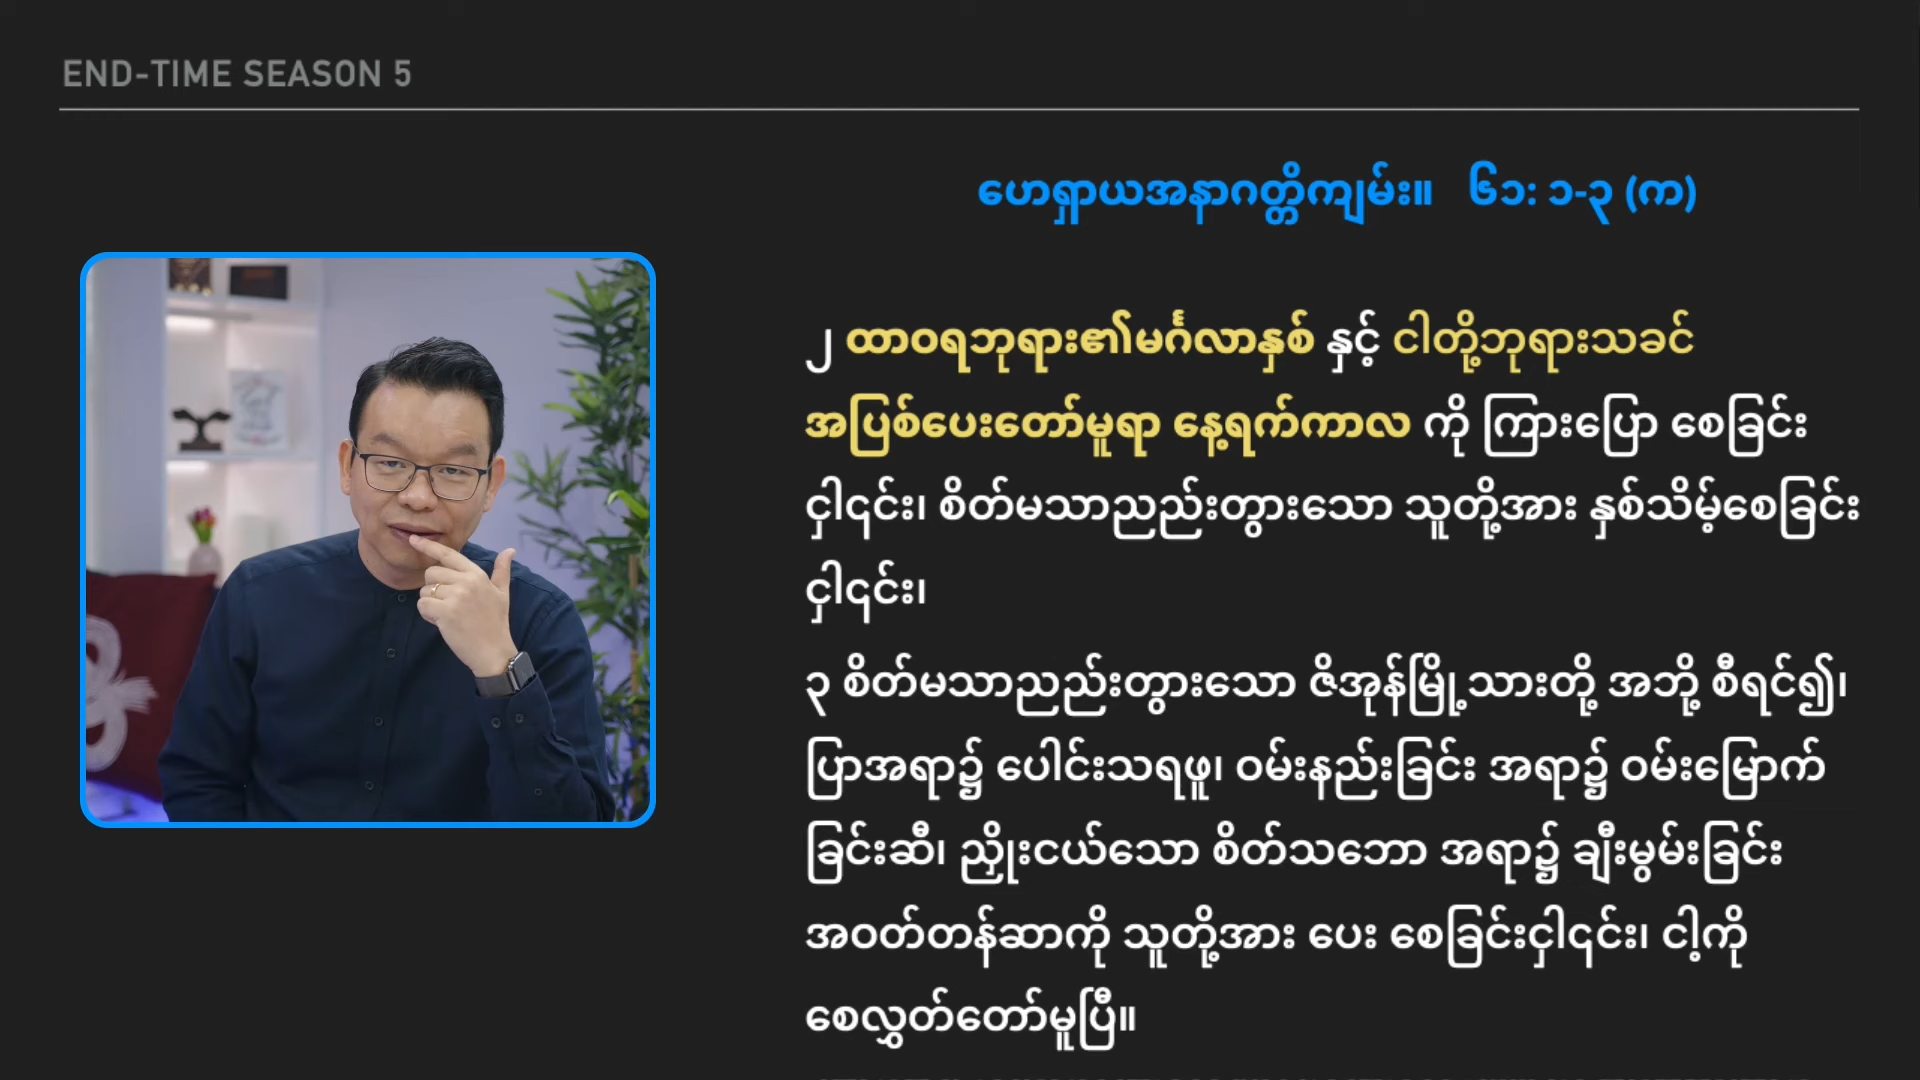 END-TIME SEASON 5
ဟေရှာယအနာဂတ္တိကျမ်း။ ၆၁: ၁-၃ (က)
၂ ထာဝရဘုရား၏မင်္ဂလာနှစ် နှင့် ငါတို့ဘုရားသခင်
အပြစ်ပေးတော်မူရာ နေ့ရက်ကာလ ကို ကြားပြော စေခြင်း
ငှါ၎င်း၊ စိတ်မသာညည်းတွားသော သူတို့အား နှစ်သိမ့်စေခြင်း
ငှါ၎င်း၊
၃ စိတ်မသာညည်းတွားသော ဇိအုန်မြို့သားတို့ အဘို့ စီရင်၍၊
ပြာအရာ၌ ပေါင်းသရဖူ၊ ဝမ်းနည်းခြင်း အရာ၌ ဝမ်းမြောက်
ခြင်းဆီ၊ ညှိုးငယ်သော စိတ်သဘော အရာ၌ ချီးမွမ်းခြင်း
အဝတ်တန်ဆာကို သူတို့အား ပေး စေခြင်းငှါ၎င်း၊ ငါ့ကို
စေလွှတ်တော်မူပြီ။